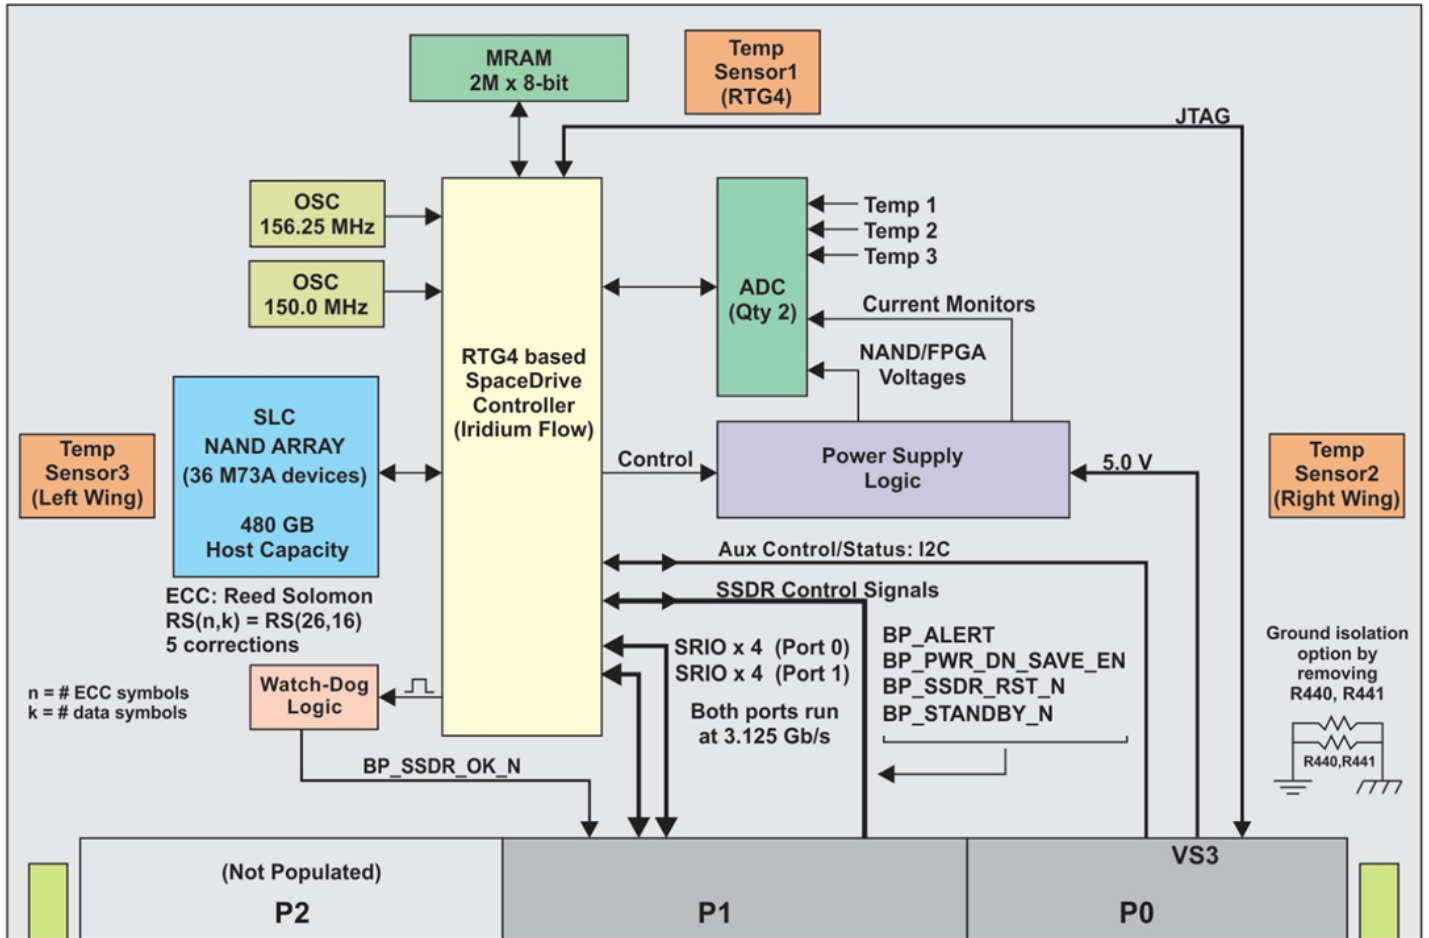 MRAM
2M x 8-bit
Temp
Sensor1
(RTG4)
JTAG
OSC
156.25 MHz
OSC
150.0 MHz
RTG4 based
SpaceDrive
Controller
(Iridium Flow)
ADC
(Qty 2)
Temp 1
Temp 2
Temp 3
Current Monitors
NAND/FPGA
Voltages
SLC
NAND ARRAY
(36 M73A devices)
480 GB
Host Capacity
Temp
Sensor3
(Left Wing)
Control
Power Supply
Logic
5.0 V
Temp
Sensor2
(Right Wing)
Aux Control/Status: I2C
SSDR Control Signals
ECC: Reed Solomon
RS(n,k) = RS(26,16)
5 corrections
n = # ECC symbols
k = # data symbols
Watch-Dog
Logic
SRIO x 4 (Port 0)
SRIO x 4 (Port 1)
Both ports run
at 3.125 Gb/s
BP_ALERT
BP_PWR_DN_SAVE_EN
BP_SSDR_RST_N
BP_STANDBY_N
Ground isolation
option by
removing
R440, R441
R440,R441
BP_SSDR_OK_N
(Not Populated)
P2
P1
VS3
P0